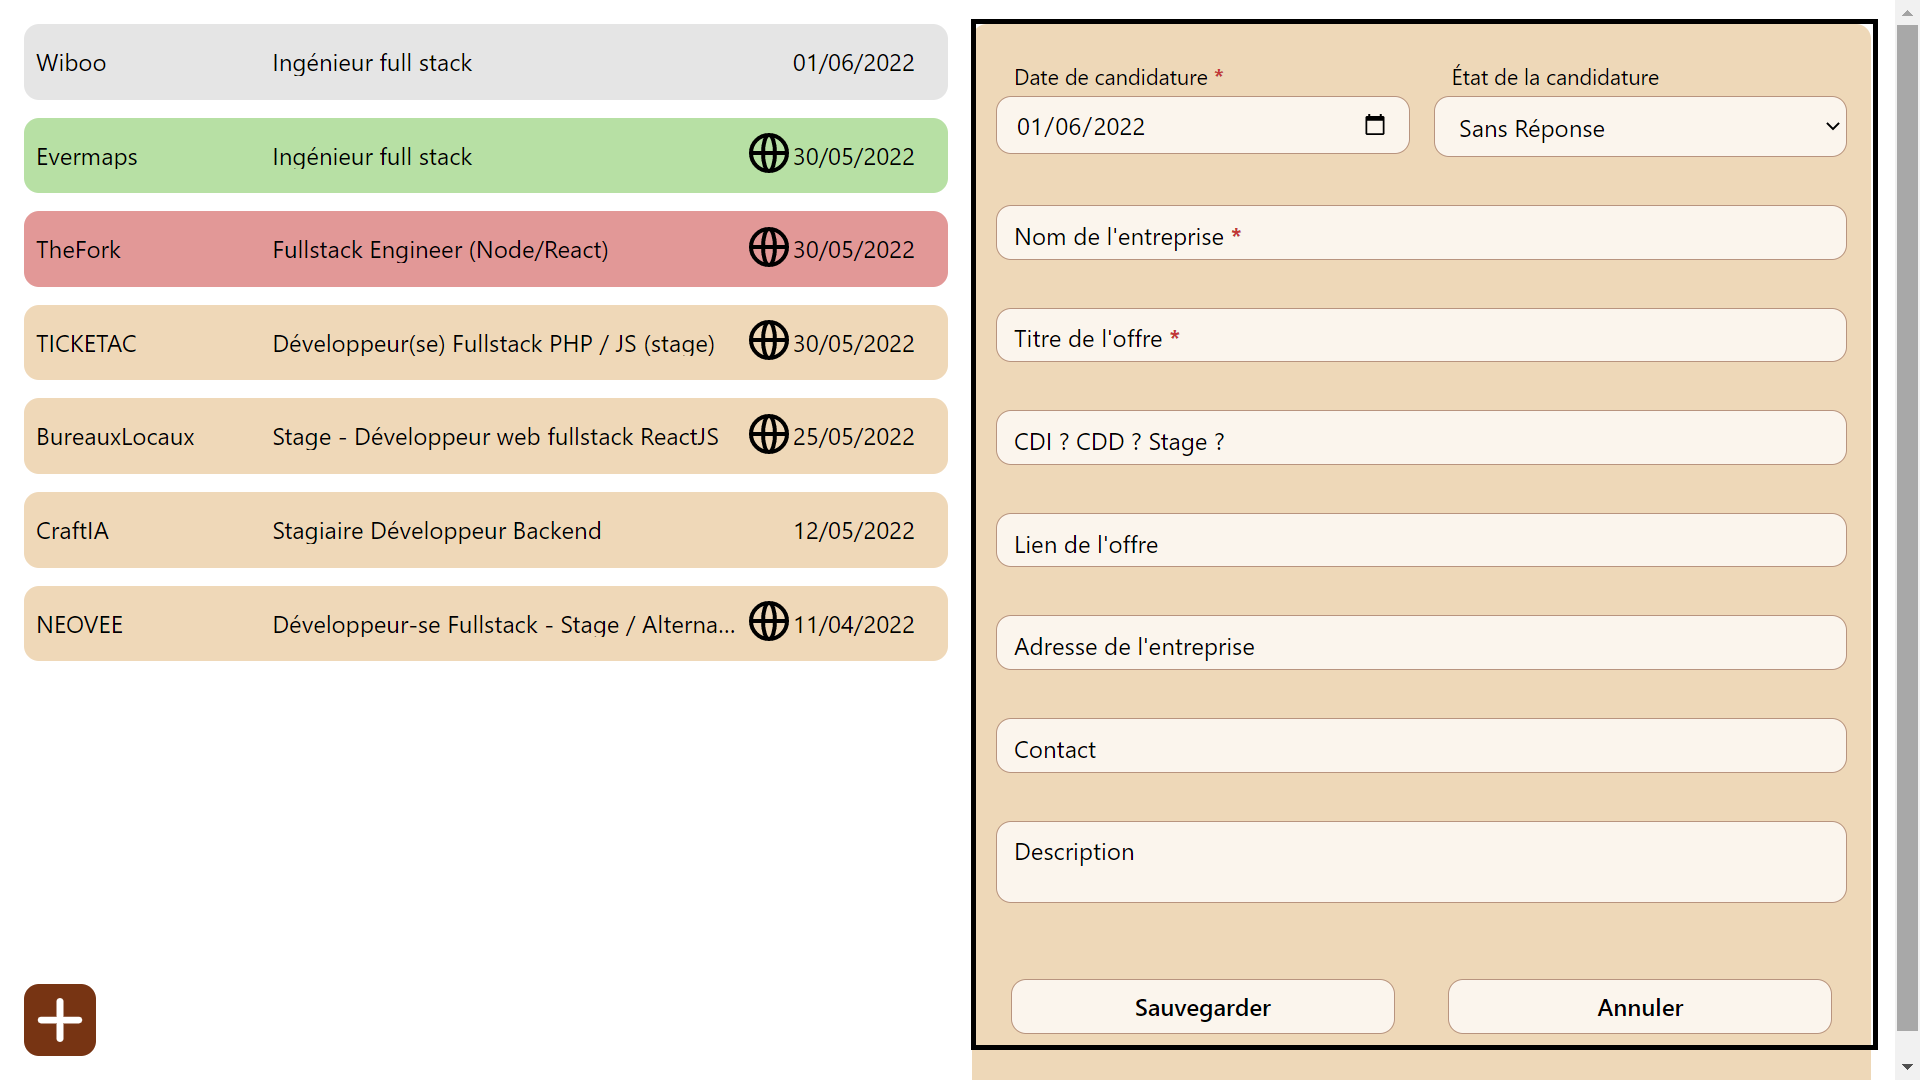 Wiboo Ingénieur full stack 01/06/2022
Evermaps Ingénieur full stack 30/05/2022
TheFork Fullstack Engineer (Node/React) 30/05/2022
TICKETAC Développeur(se) Fullstack PHP / JS (stage) 30/05/2022
BureauxLocaux Stage - Développeur web fullstack ReactJS 25/05/2022
CraftIA Stagiaire Développeur Backend 12/05/2022
NEOVEE Développeur-se Fullstack - Stage / Alterna... 11/04/2022
Date de candidature * État de la candidature
01/06/2022 Sans Réponse
Nom de l'entreprise *
Titre de l'offre *
CDI ? CDD ? Stage ?
Lien de l'offre
Adresse de l'entreprise
Contact
Description
Sauvegarder Annuler